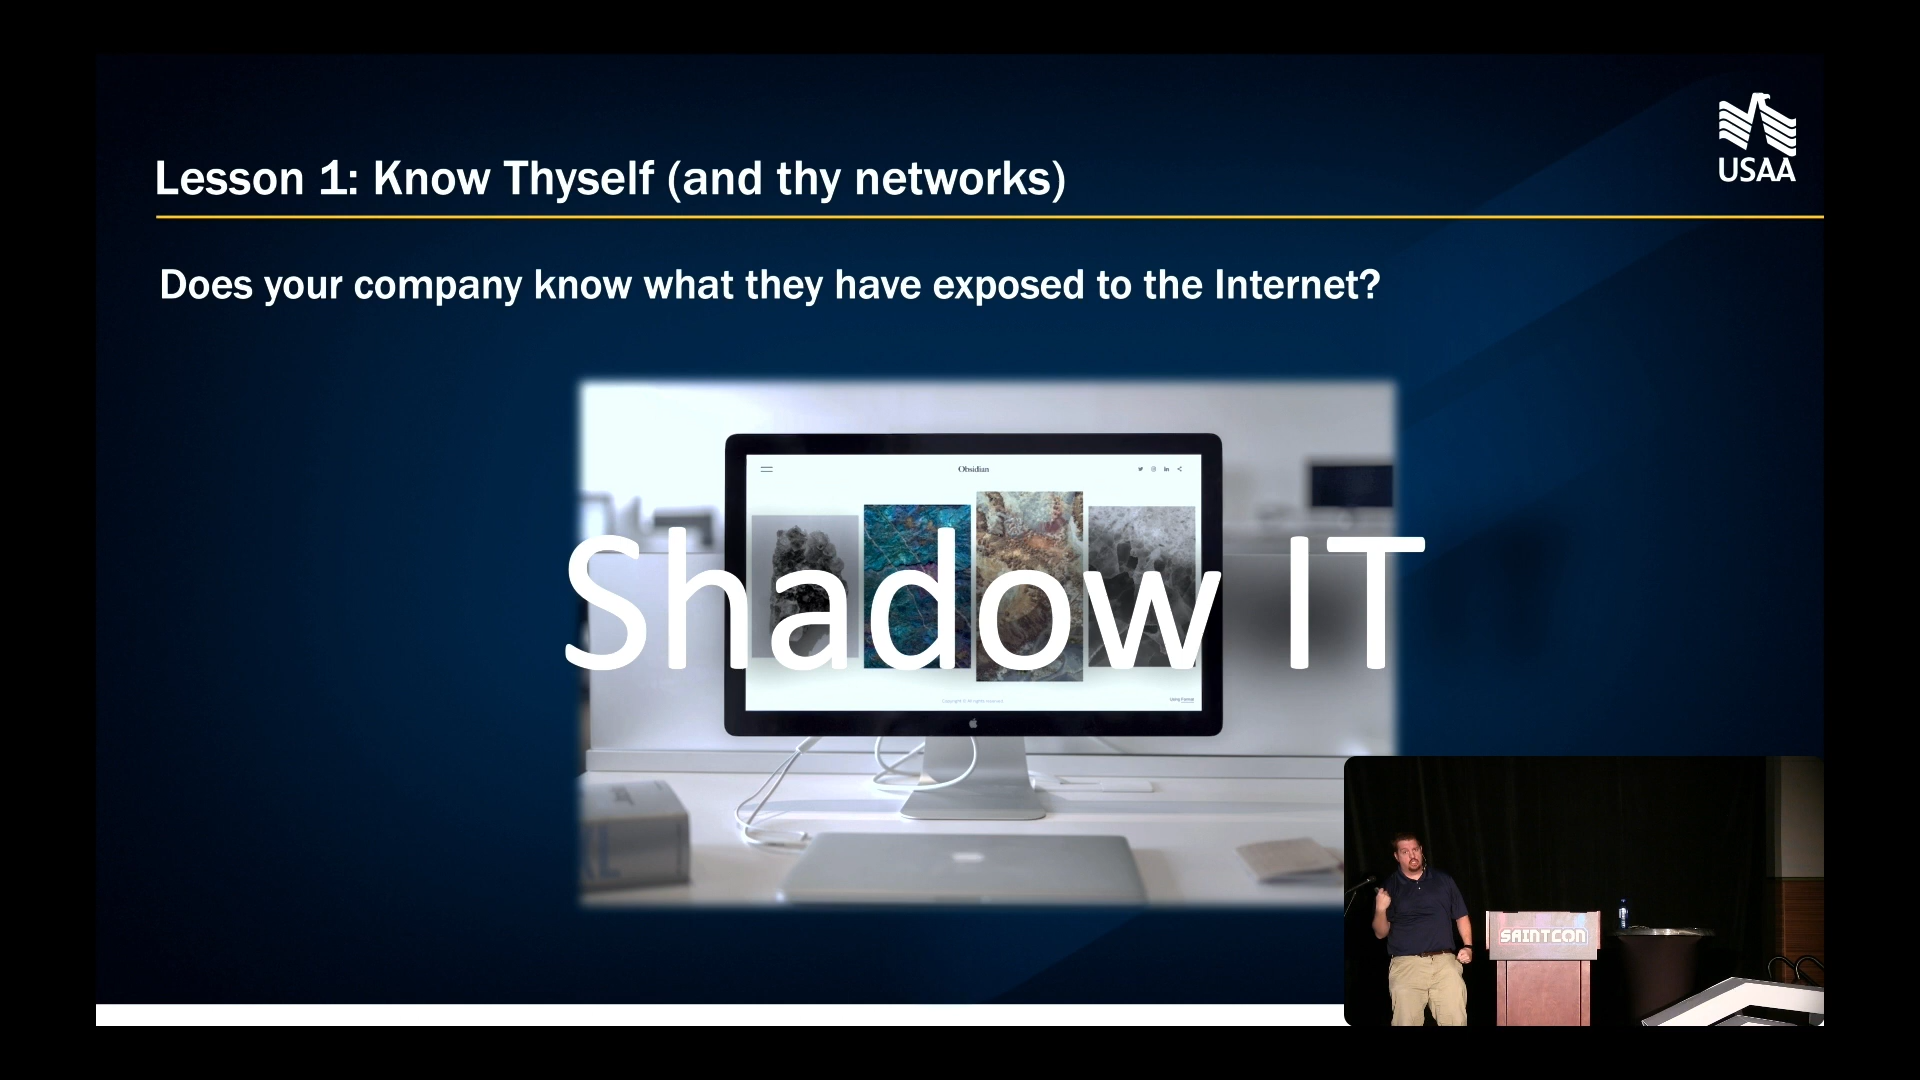 USAA
Lesson 1: Know Thyself (and thy networks)
Does your company know what they have exposed to the Internet?
Obsidian
Shadow IT
SAINTCON